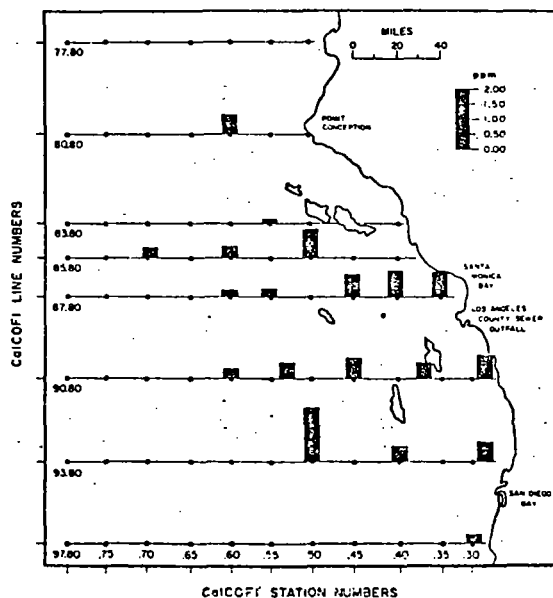 MILES
0 20 40
ppm
2.00
1.50
1.00
0.50
0.00
77.80
POINT
CONCEPTION
80.80
83.80
85.80
SANTA
MONICA
BAY
87.80
LOS ANGELES
COUNTY SEWER
OUTFALL
90.80
93.80
SAN DIEGO
BAY
97.80 .75 .70 .65 .60 .55 .50 .45 .40 .35 .30
CalCOFI LINE NUMBERS
CalCOFI STATION NUMBERS